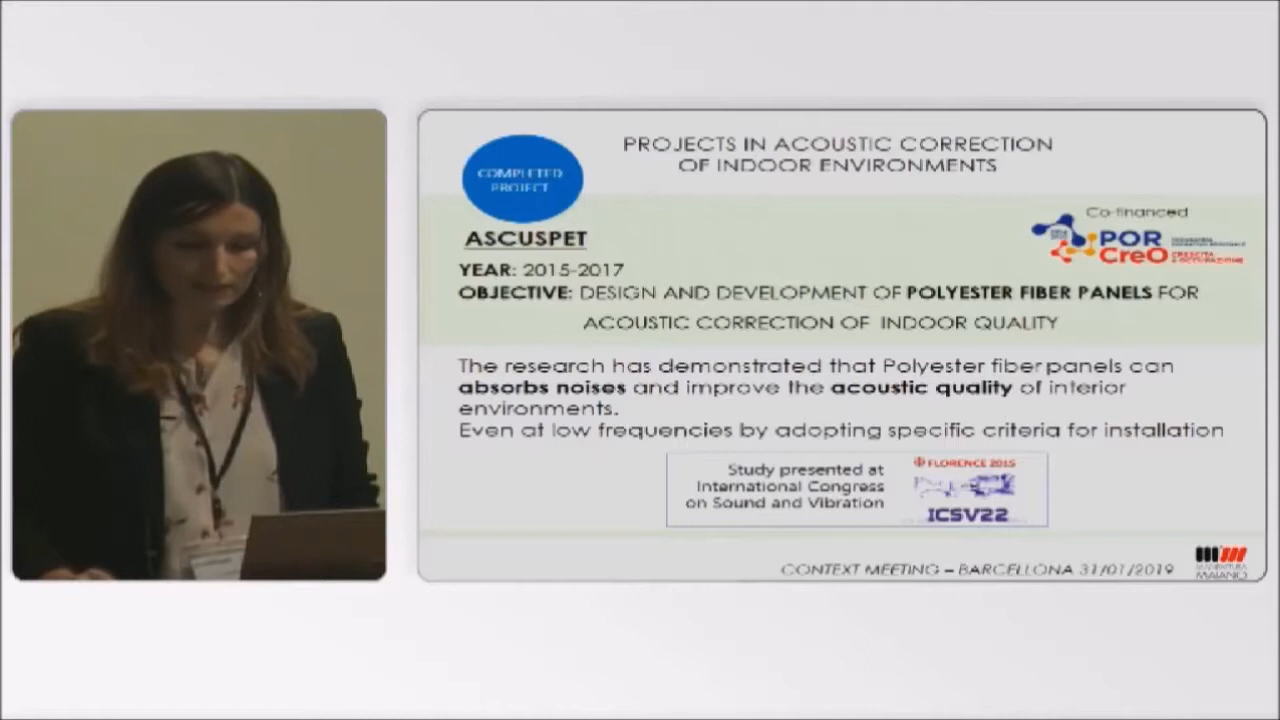 PROJECTS IN ACOUSTIC CORRECTION
OF INDOOR ENVIRONMENTS
COMPLETED
PROJECT
Co-financed
ASCUSPET
POR
CreO
YEAR: 2015-2017
OBJECTIVE: DESIGN AND DEVELOPMENT OF POLYESTER FIBER PANELS FOR
ACOUSTIC CORRECTION OF INDOOR QUALITY
The research has demonstrated that Polyester fiber panels can
absorbs noises and improve the acoustic quality of interior
environments.
Even at low frequencies by adopting specific criteria for installation
Study presented at
International Congress
on Sound and Vibration
FLORENCE 2015
ICSV22
CONTEXT MEETING – BARCELLONA 31/01/2019
MANIFATTURA
MAIANO